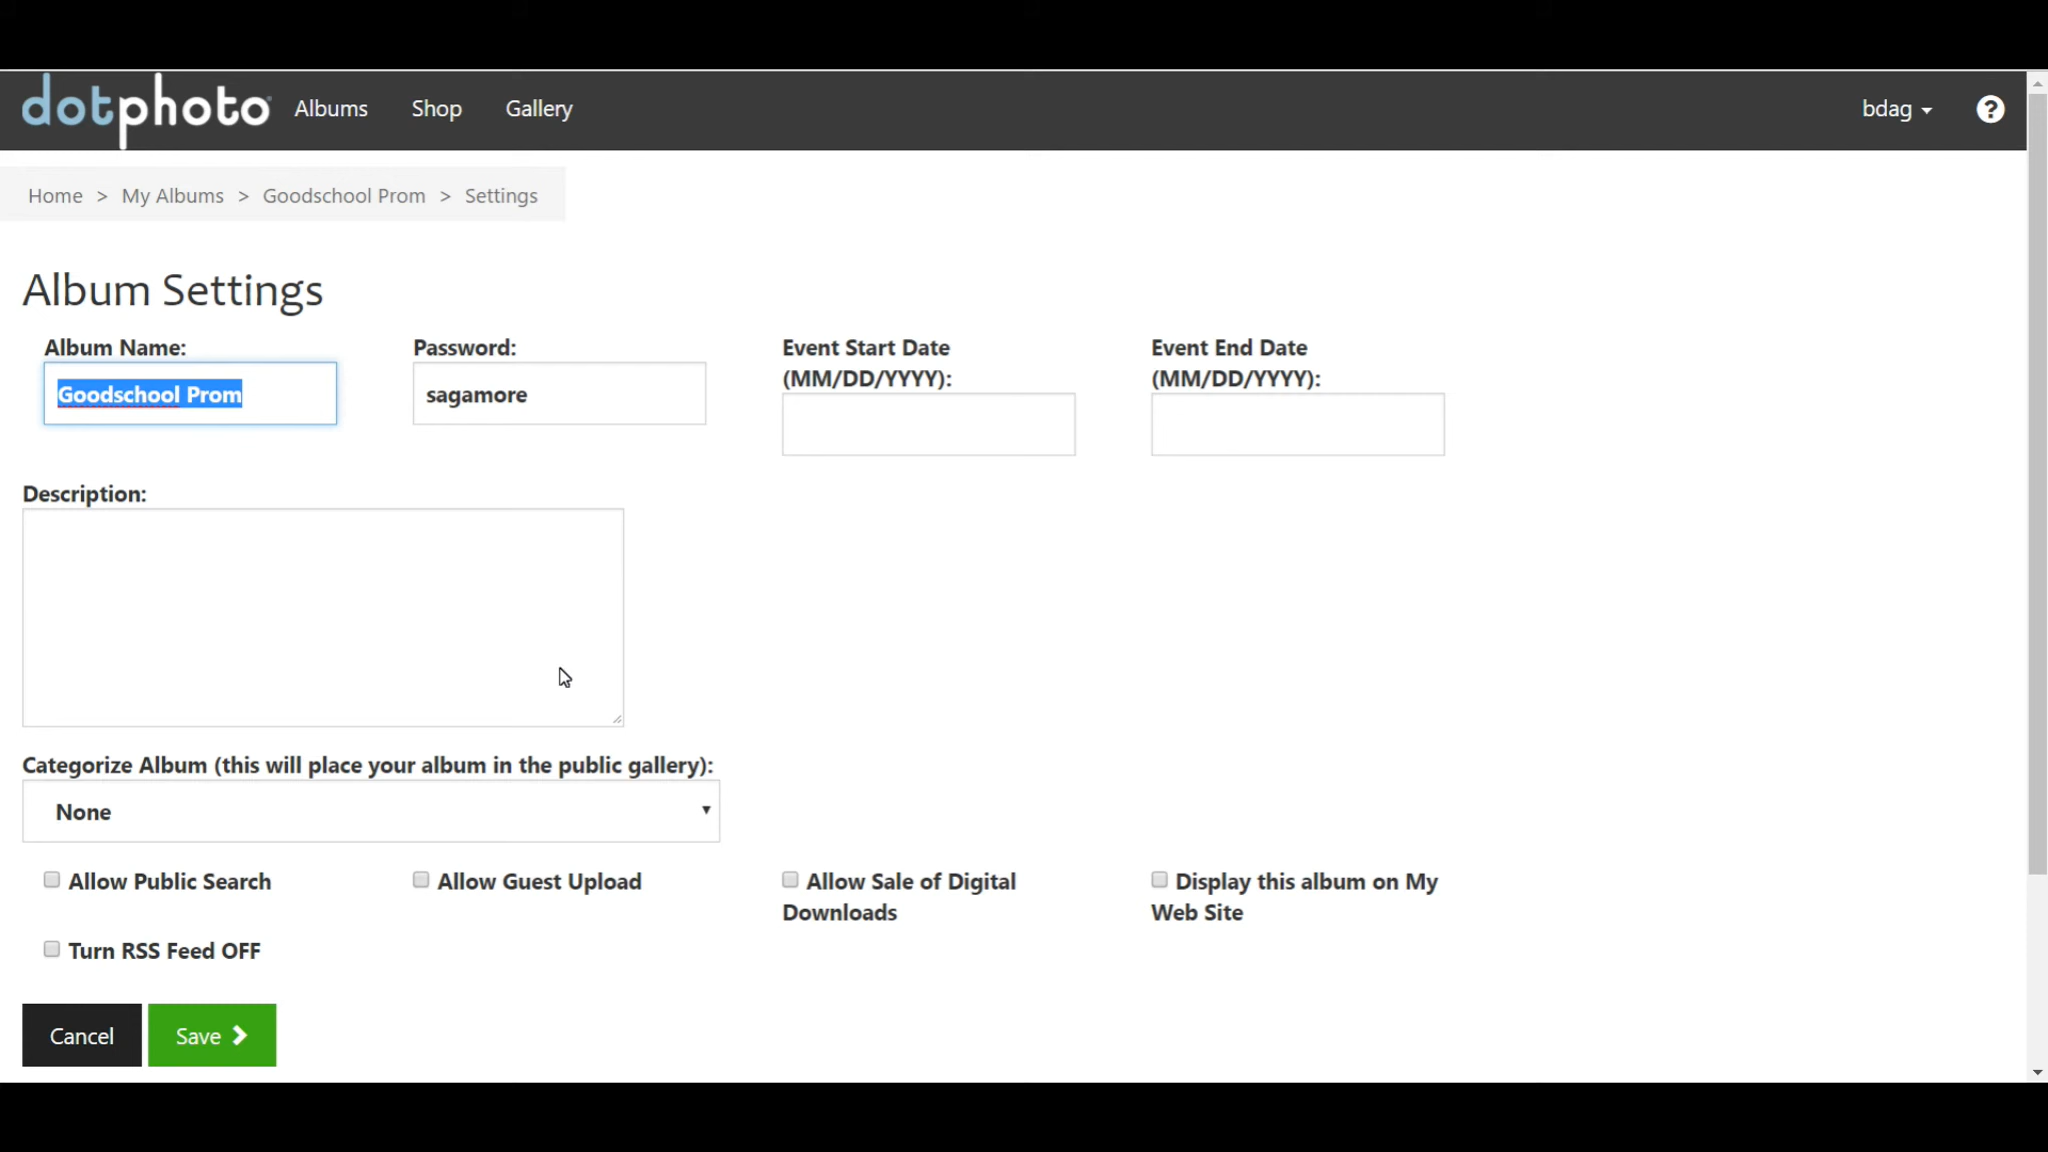 dotphoto Albums Shop Gallery bdag ?
Home > My Albums > Goodschool Prom > Settings
Album Settings
Album Name: Password: Event Start Date Event End Date
(MM/DD/YYYY): (MM/DD/YYYY):
Goodschool Prom sagamore
Description:
Categorize Album (this will place your album in the public gallery):
None
Allow Public Search Allow Guest Upload Allow Sale of Digital Display this album on My
Downloads Web Site
Turn RSS Feed OFF
Cancel Save